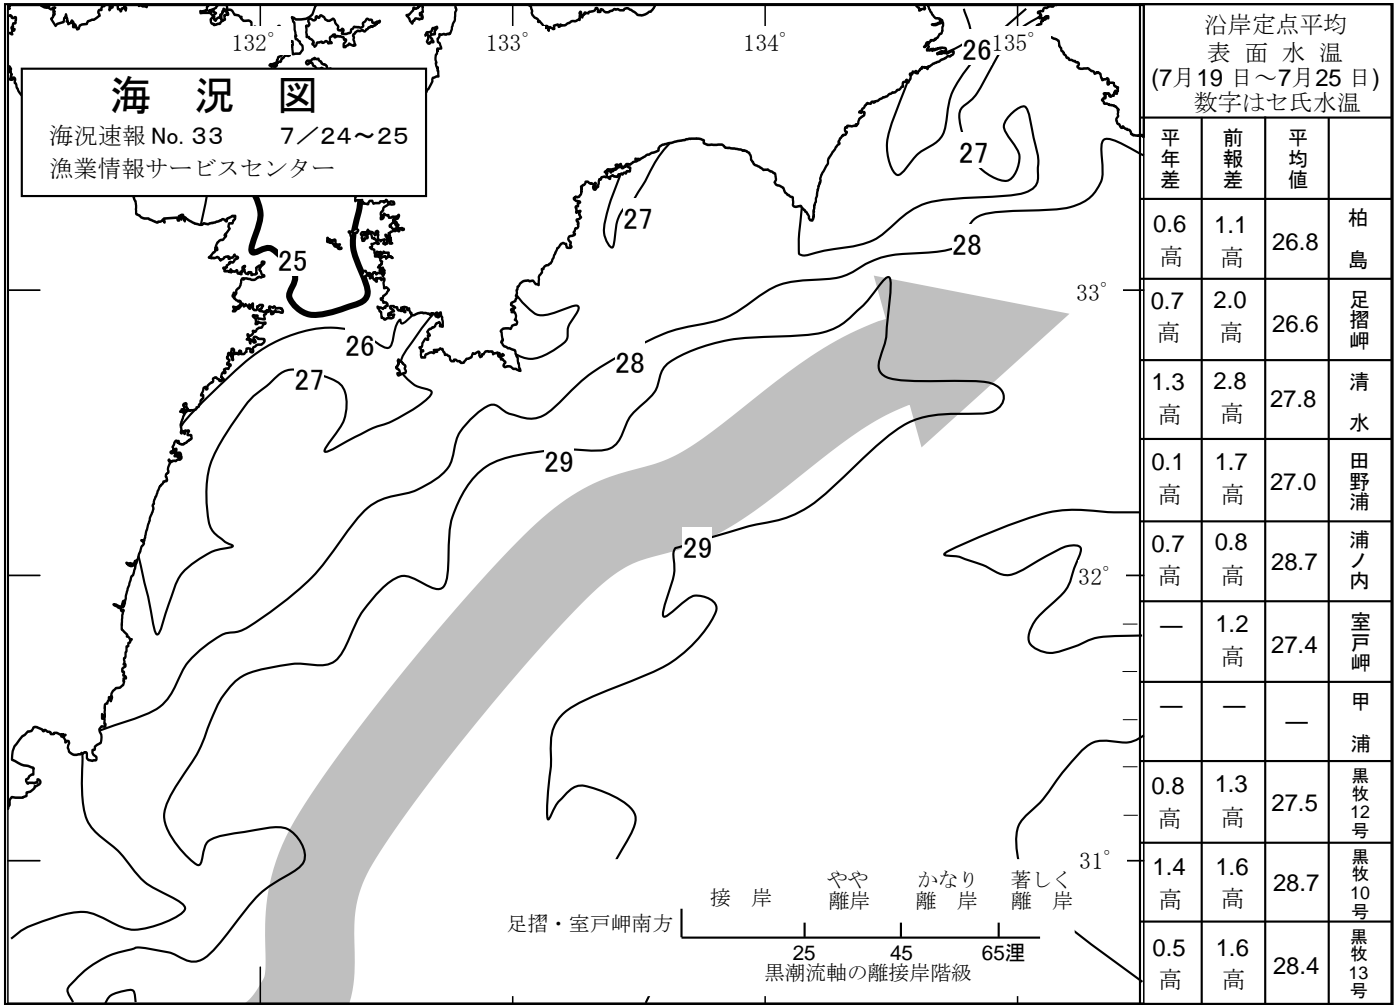 海 況 図
海況速報 No. 33　7／24～25
漁業情報サービスセンター
132°
133°
134°
135°
26
27
27
28
25
33°
26
28
27
29
29
32°
31°
接 岸
やや
離岸
かなり
離 岸
著しく
離 岸
足摺・室戸岬南方
25
45
65浬
黒潮流軸の離接岸階級
沿岸定点平均
表 面 水 温
(7月19 日～7月25 日)
数字はセ氏水温
平年差 前報差 平均値
0.6高 1.1高 26.8 柏 島
0.7高 2.0高 26.6 足摺岬
1.3高 2.8高 27.8 清 水
0.1高 1.7高 27.0 田野浦
0.7高 0.8高 28.7 浦ノ内
― 1.2高 27.4 室戸岬
― ― ― 甲 浦
0.8高 1.3高 27.5 黒牧12号
1.4高 1.6高 28.7 黒牧10号
0.5高 1.6高 28.4 黒牧13号